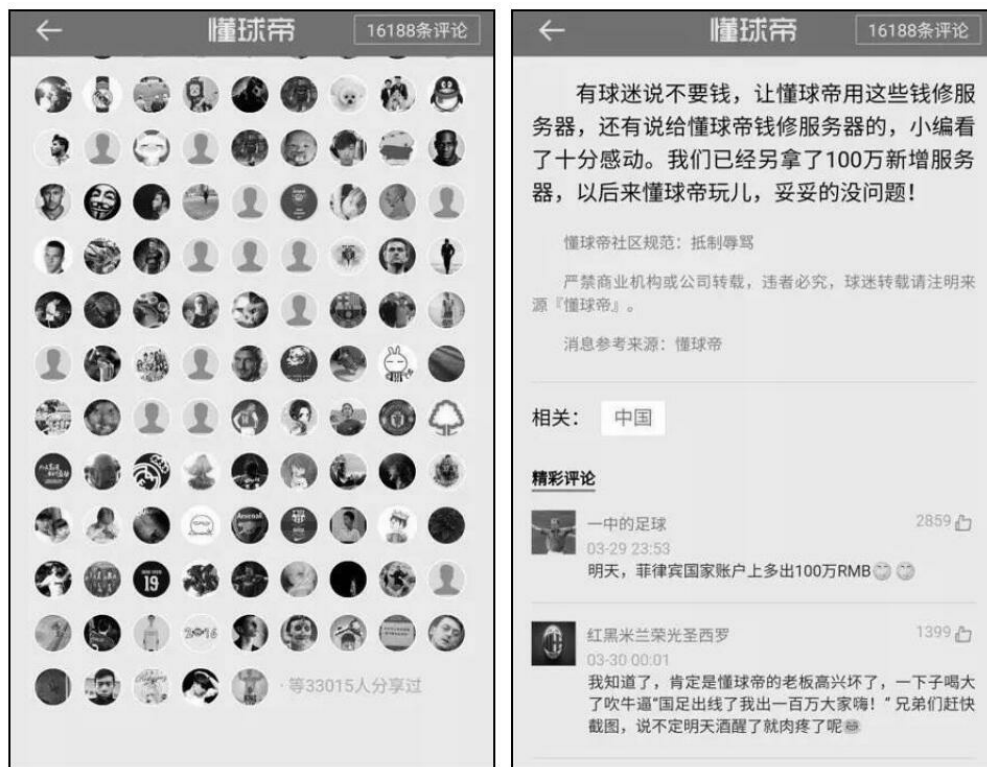 懂球帝
16188条评论
19
2016
· 等33015人分享过
懂球帝
16188条评论
有球迷说不要钱，让懂球帝用这些钱修服
务器，还有说给懂球帝钱修服务器的，小编看
了十分感动。我们已经另拿了100万新增服务
器，以后来懂球帝玩儿，妥妥的没问题！
懂球帝社区规范：抵制辱骂
严禁商业机构或公司转载，违者必究，球迷转载请注明来
源『懂球帝』。
消息参考来源：懂球帝
相关：
中国
精彩评论
一中的足球
2859
03-29 23:53
明天，菲律宾国家账户上多出100万RMB
红黑米兰荣光圣西罗
1399
03-30 00:01
我知道了，肯定是懂球帝的老板高兴坏了，一下子喝大
了吹牛逼“国足出线了我出一百万大家嗨！”兄弟们赶快
截图，说不定明天酒醒了就肉疼了呢